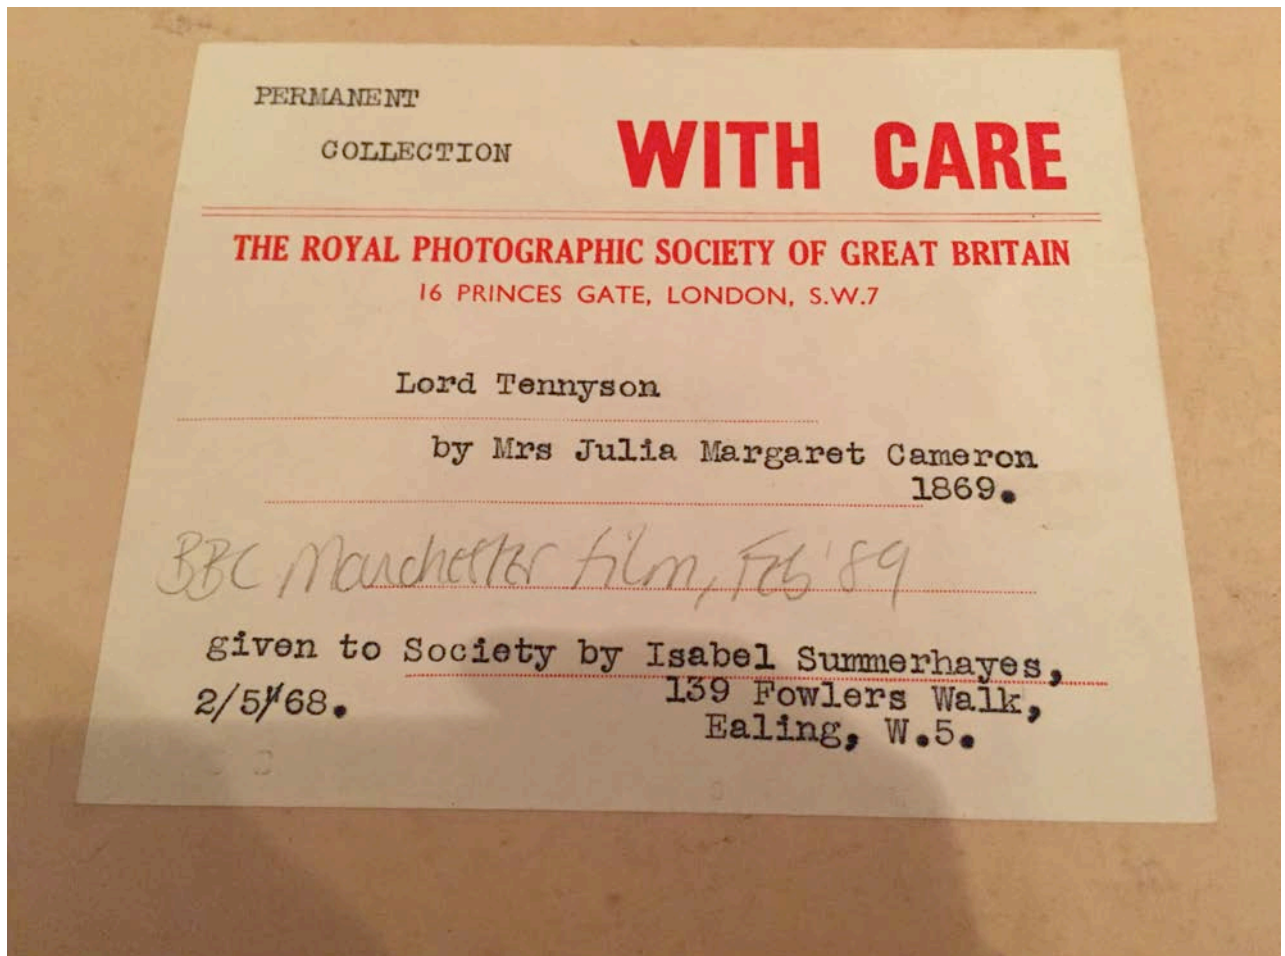 PERMANENT
COLLECTION
WITH CARE
THE ROYAL PHOTOGRAPHIC SOCIETY OF GREAT BRITAIN
16 PRINCES GATE, LONDON, S.W.7
Lord Tennyson
by Mrs Julia Margaret Cameron
1869.
BBC Manchester film, Feb '89
given to Society by Isabel Summerhayes,
2/5/68.
139 Fowlers Walk,
Ealing, W.5.